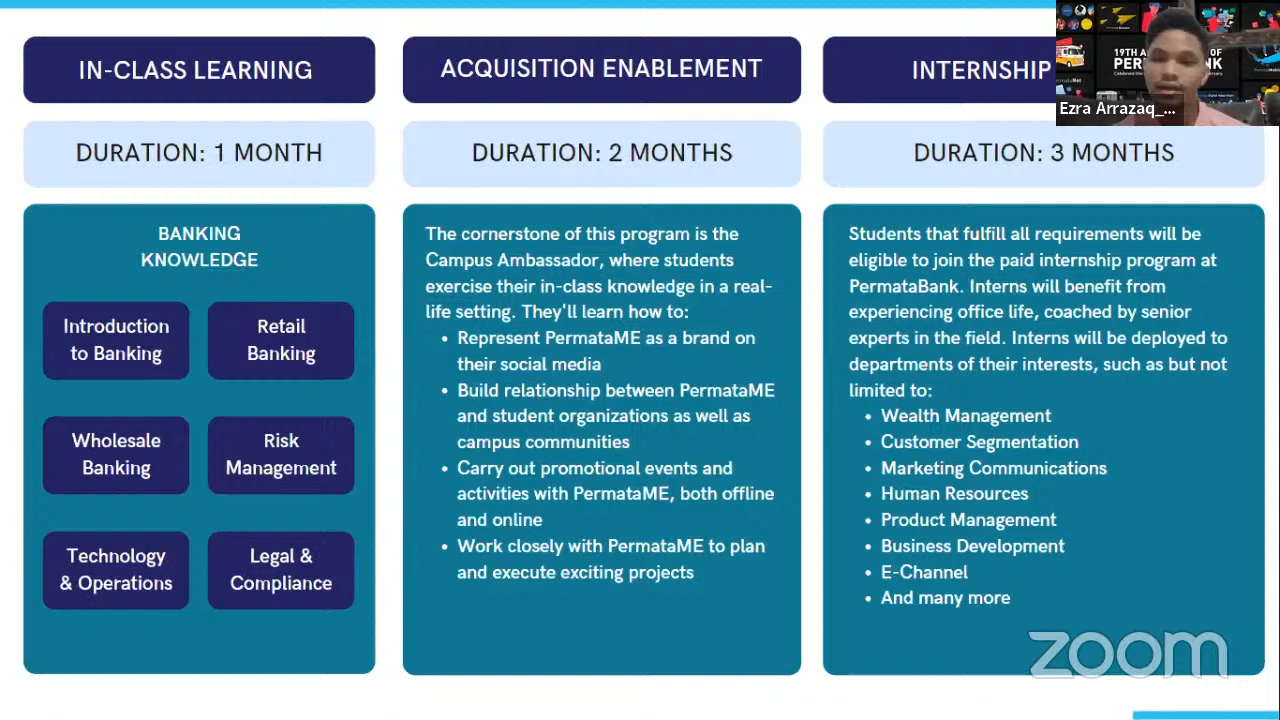 IN-CLASS LEARNING
DURATION: 1 MONTH
BANKING
KNOWLEDGE
Introduction
to Banking
Retail
Banking
Wholesale
Banking
Risk
Management
Technology
& Operations
Legal &
Compliance
ACQUISITION ENABLEMENT
DURATION: 2 MONTHS
The cornerstone of this program is the
Campus Ambassador, where students
exercise their in-class knowledge in a real-
life setting. They'll learn how to:
• Represent PermataME as a brand on
their social media
• Build relationship between PermataME
and student organizations as well as
campus communities
• Carry out promotional events and
activities with PermataME, both offline
and online
• Work closely with PermataME to plan
and execute exciting projects
INTERNSHIP
DURATION: 3 MONTHS
Students that fulfill all requirements will be
eligible to join the paid internship program at
PermataBank. Interns will benefit from
experiencing office life, coached by senior
experts in the field. Interns will be deployed to
departments of their interests, such as but not
limited to:
• Wealth Management
• Customer Segmentation
• Marketing Communications
• Human Resources
• Product Management
• Business Development
• E-Channel
• And many more
19TH A OF
PER NK
Ezra Arrazaq_...
zoom